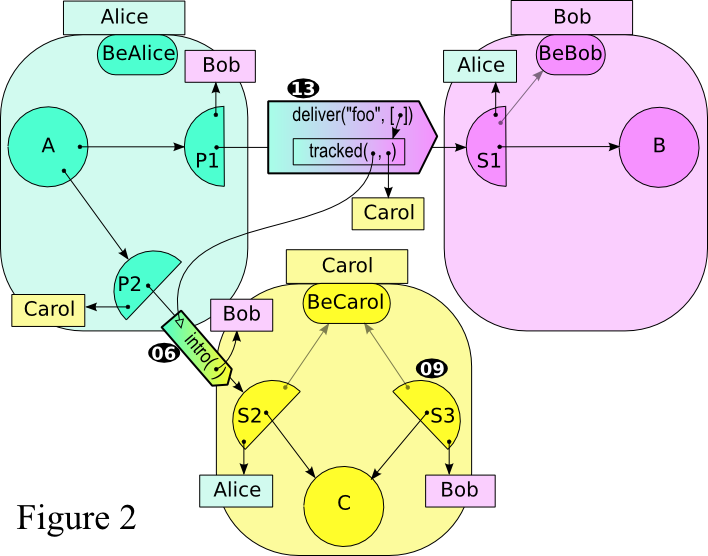 Alice
Bob
BeAlice
BeBob
Bob
Alice
13
deliver("foo", [ ])
A
P1
tracked( , )
S1
B
Carol
Carol
P2
BeCarol
Carol
Bob
intro( )
06
09
S2
S3
Alice
C
Bob
Figure 2